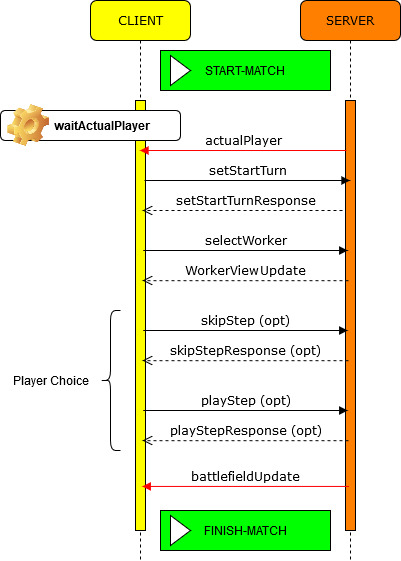 CLIENT
SERVER
START-MATCH
waitActualPlayer
actualPlayer
setStartTurn
setStartTurnResponse
selectWorker
WorkerViewUpdate
skipStep (opt)
skipStepResponse (opt)
Player Choice
playStep (opt)
playStepResponse (opt)
battlefieldUpdate
FINISH-MATCH